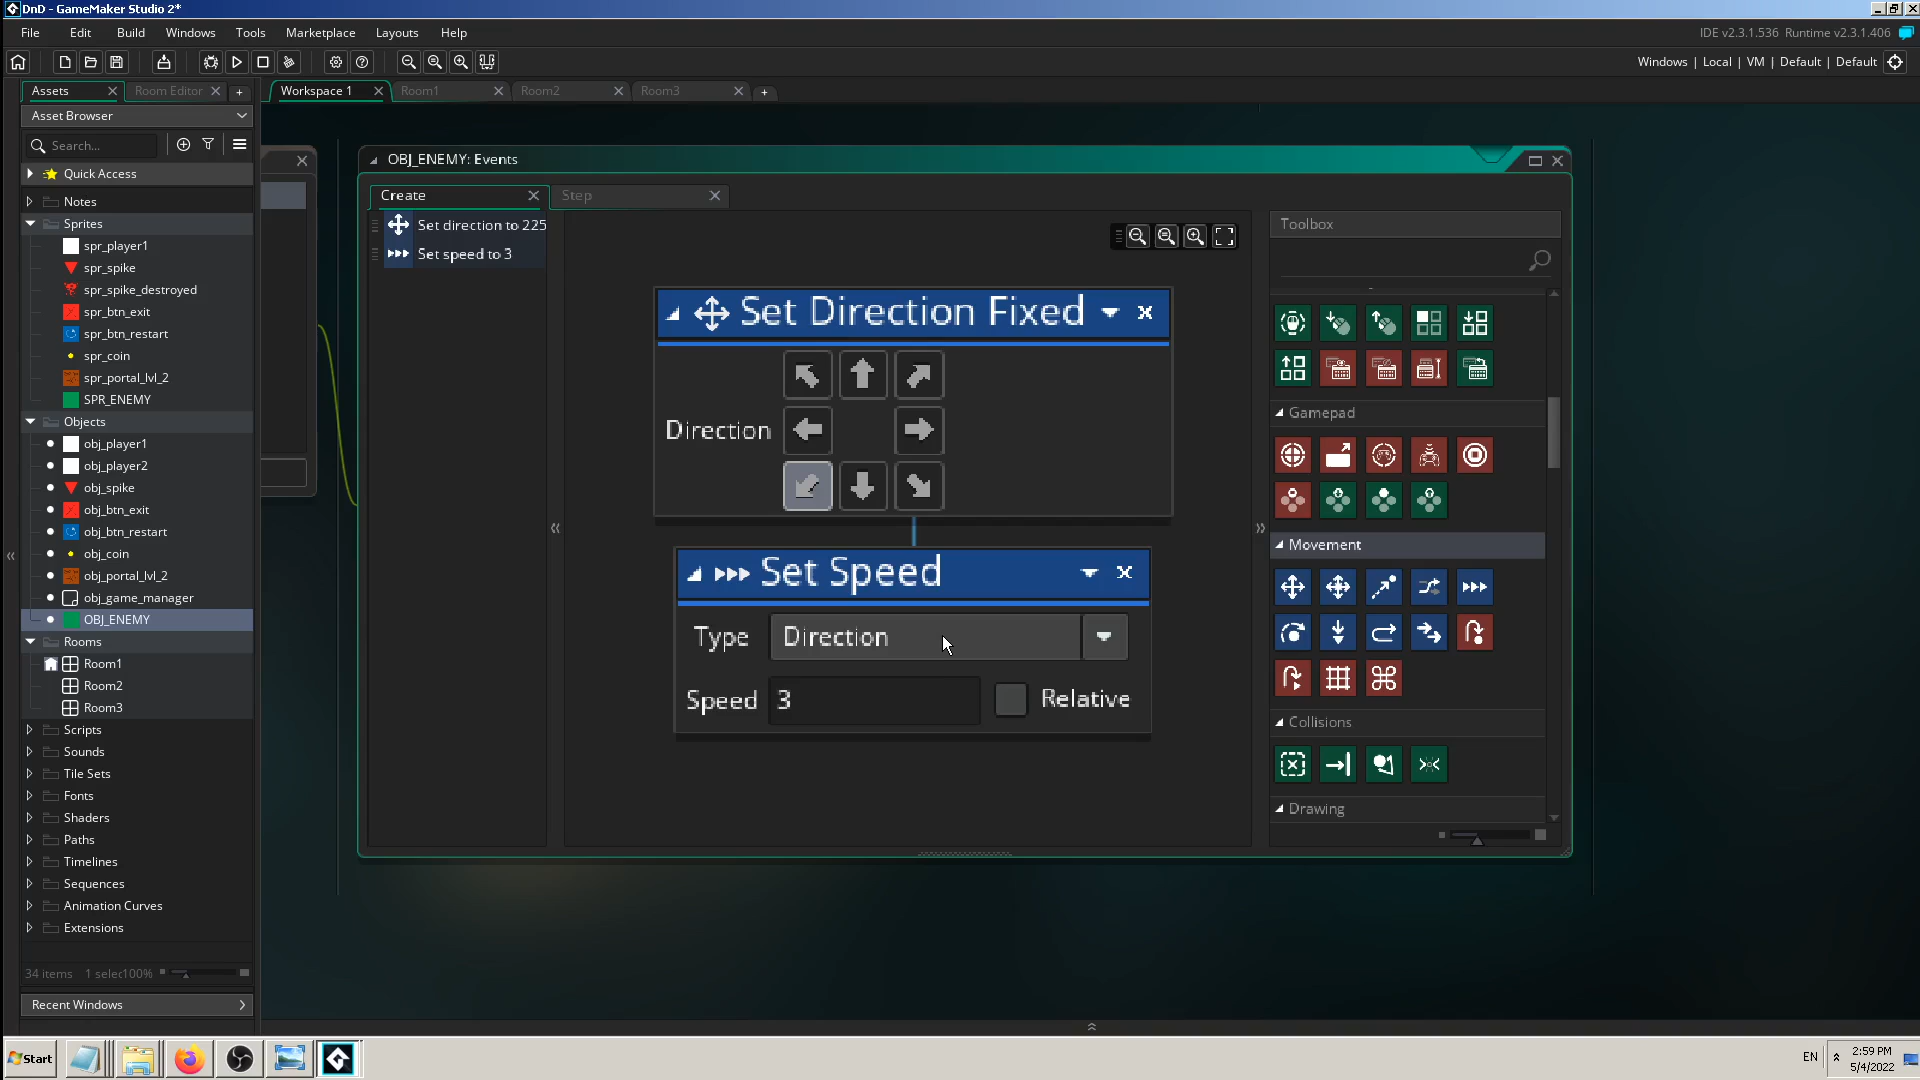 DnD - GameMaker Studio 2*
File Edit Build Windows Tools Marketplace Layouts Help
IDE v2.3.1.536 Runtime v2.3.1.406
Windows | Local | VM | Default | Default
Assets
Room Editor
Workspace 1
Room1
Room2
Room3
Asset Browser
Search...
Quick Access
Notes
Sprites
spr_player1
spr_spike
spr_spike_destroyed
spr_btn_exit
spr_btn_restart
spr_coin
spr_portal_lvl_2
SPR_ENEMY
Objects
obj_player1
obj_player2
obj_spike
obj_btn_exit
obj_btn_restart
obj_coin
obj_portal_lvl_2
obj_game_manager
OBJ_ENEMY
Rooms
Room1
Room2
Room3
Scripts
Sounds
Tile Sets
Fonts
Shaders
Paths
Timelines
Sequences
Animation Curves
Extensions
34 items 1 selec100%
Recent Windows
OBJ_ENEMY: Events
Create
Step
Set direction to 225
Set speed to 3
Set Direction Fixed
Direction
Set Speed
Type Direction
Speed 3 Relative
Toolbox
Gamepad
Movement
Collisions
Drawing
Start
EN
2:59 PM
5/4/2022